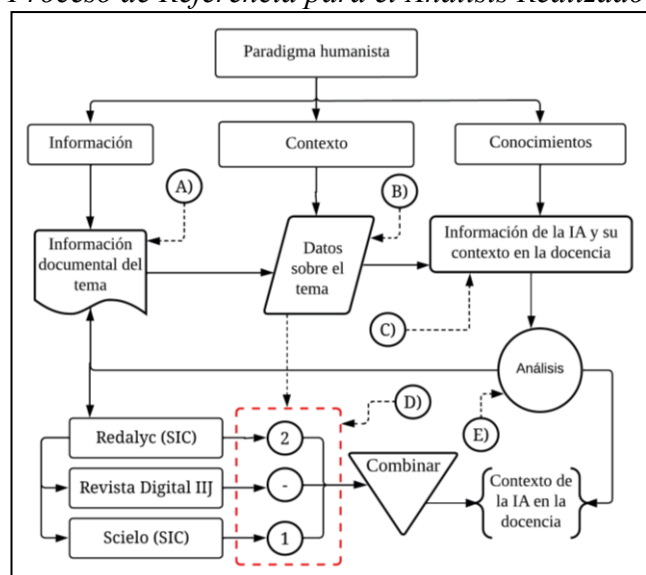 Proceso de Referencia para el Análisis Realizado
Paradigma humanista
Información
Contexto
Conocimientos
A)
B)
Información
documental del
tema
Datos
sobre el
tema
Información de la IA y su
contexto en la docencia
C)
Análisis
D)
E)
Redalyc (SIC)
2
Revista Digital IIJ
-
Scielo (SIC)
1
Combinar
Contexto de
la IA en la
docencia